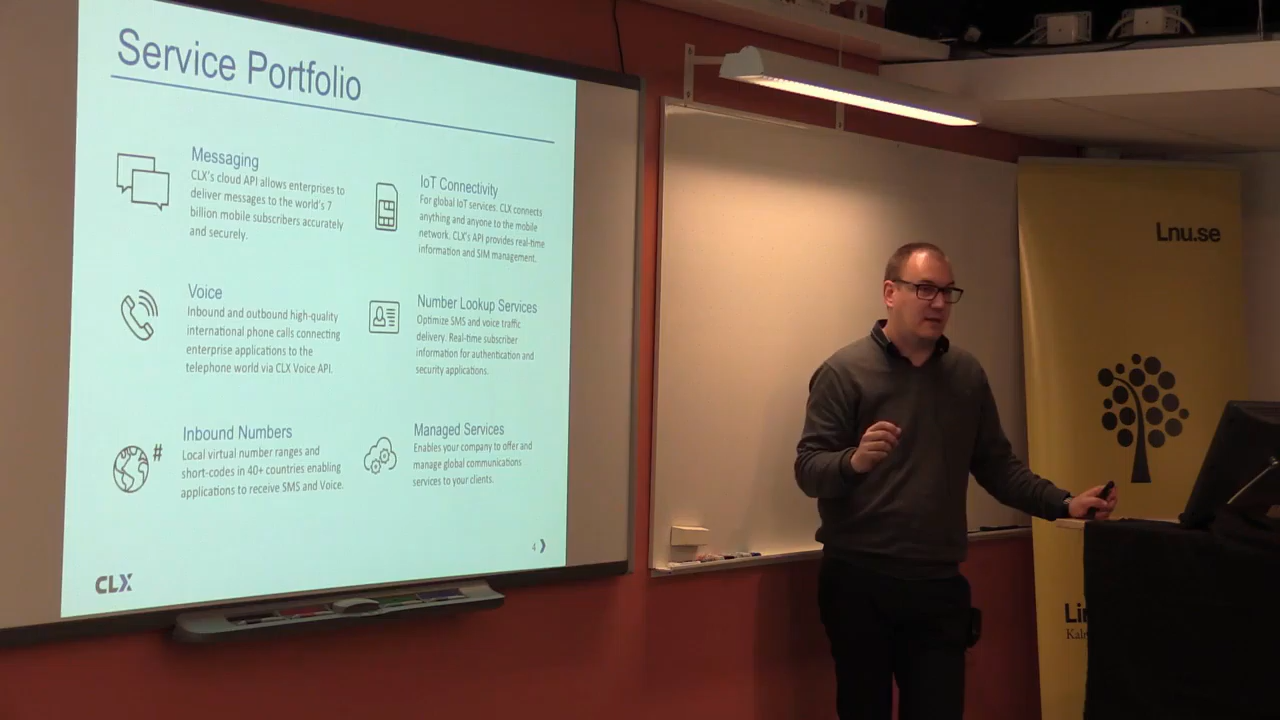 Service Portfolio
Messaging
CLX's cloud API allows enterprises to
deliver messages to the world's 7
billion mobile subscribers accurately
and securely.
IoT Connectivity
For global IoT services. CLX connects
anything and anyone to the mobile
network. CLX's API provides real-time
information and SIM management.
Voice
Inbound and outbound high-quality
international phone calls connecting
enterprise applications to the
telephone world via CLX Voice API.
Number Lookup Services
Optimize SMS and voice traffic
delivery. Real-time subscriber
information for authentication and
security applications.
#
Inbound Numbers
Local virtual number ranges and
short-codes in 40+ countries enabling
applications to receive SMS and Voice.
Managed Services
Enables your company to offer and
manage global communications
services to your clients.
4
CLX
Lnu.se